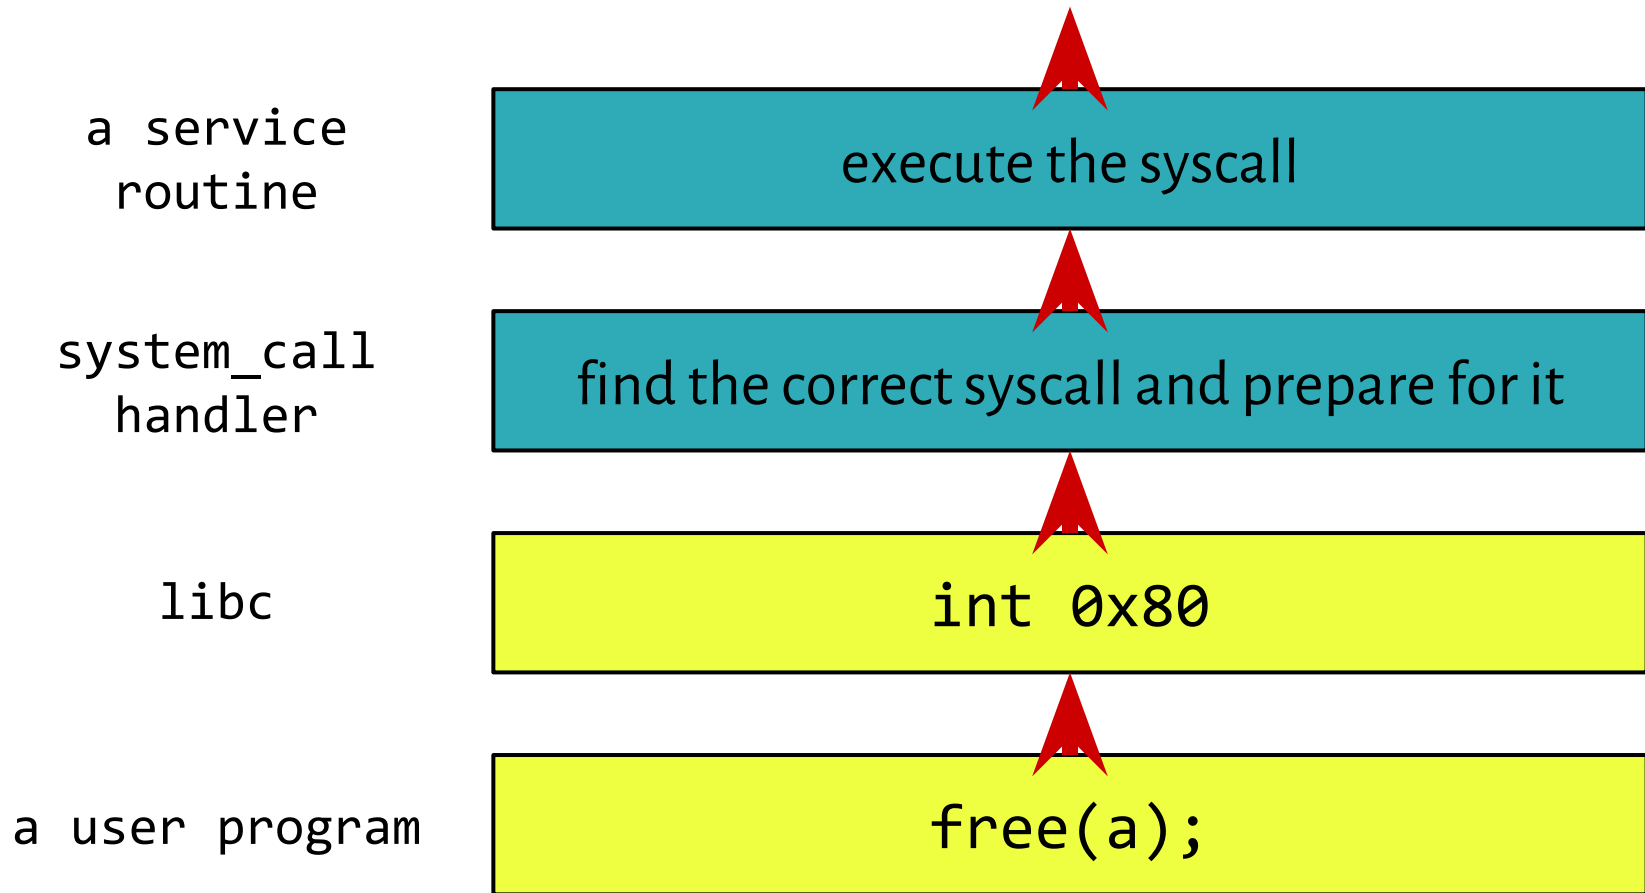 a service
routine
execute the syscall
system_call
handler
find the correct syscall and prepare for it
libc
int 0x80
a user program
free(a);